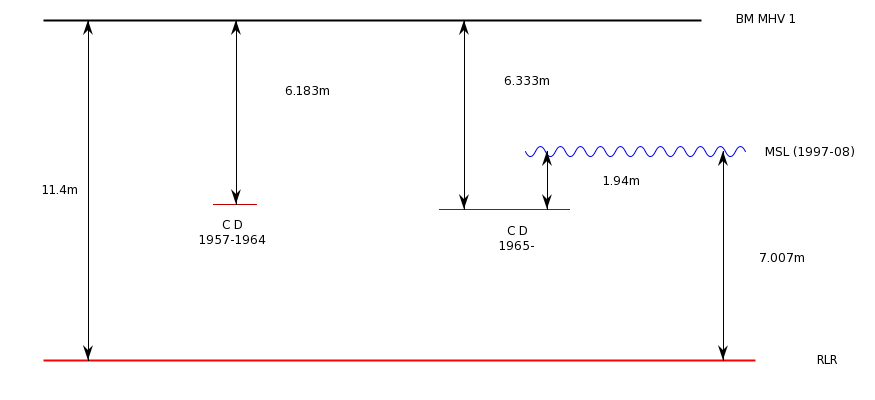 BM MHV 1
6.183m
6.333m
MSL (1997-08)
1.94m
11.4m
C D
1957-1964
C D
1965-
7.007m
RLR